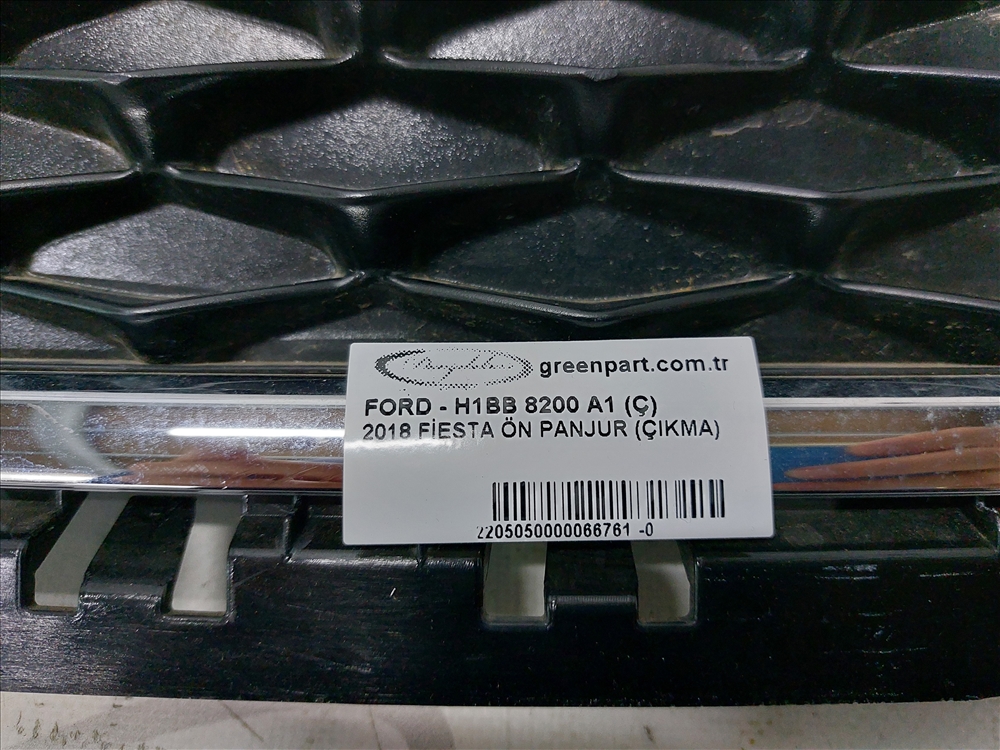 greenpart.com.tr
FORD - H1BB 8200 A1 (Ç)
2018 FİESTA ÖN PANJUR (ÇIKMA)
2205050000066761 -0